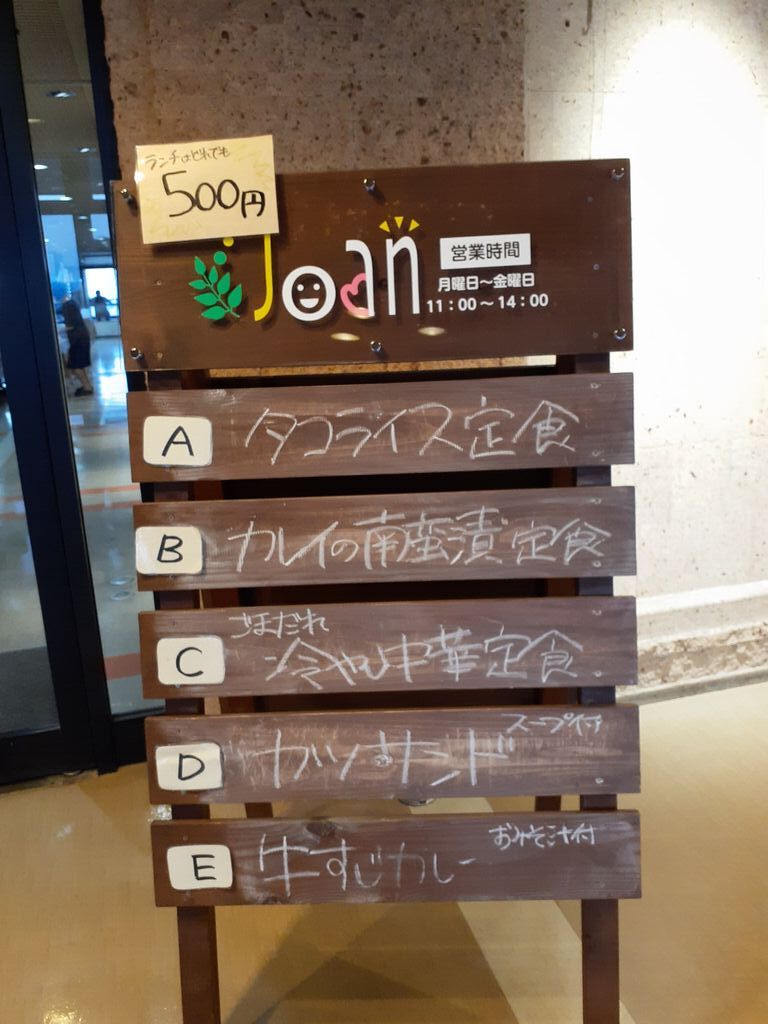 ランチはどれでも
500円
Joan
営業時間
月曜日～金曜日
11：00～14：00
A タコライス定食
B カレイの南蛮漬定食
C ごまだれ
冷やし中華定食
D カツサンド スープ付
E 牛すじカレー おみそ汁付